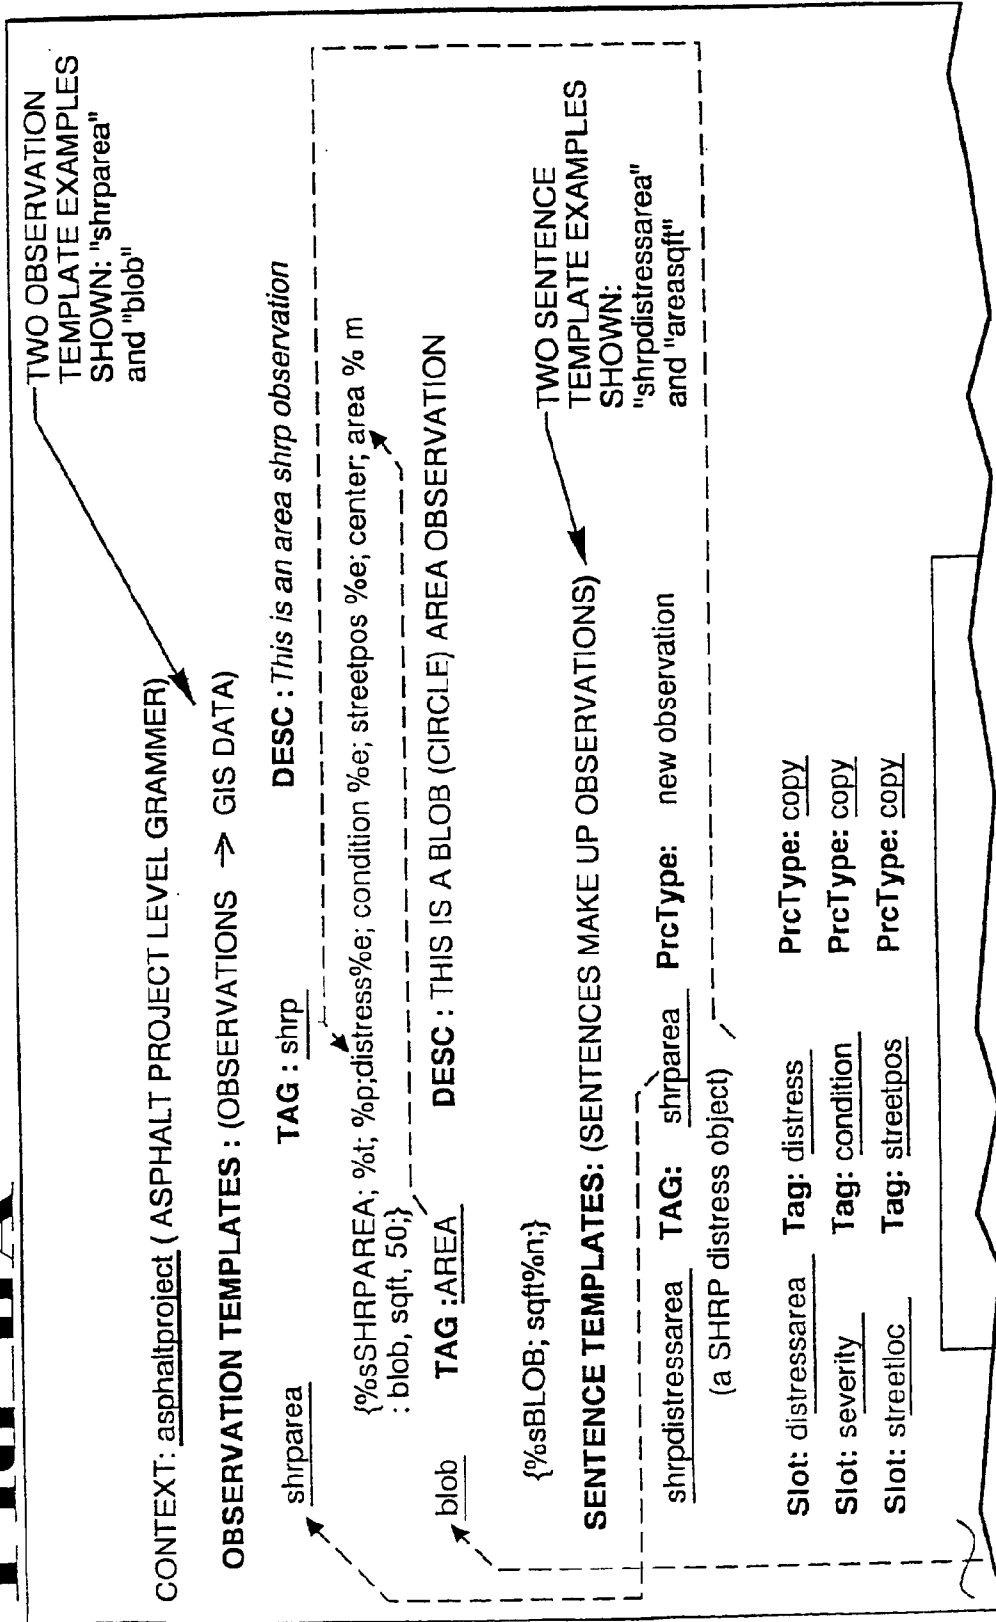 TWO OBSERVATION
TEMPLATE EXAMPLES
SHOWN: "shrparea"
and "blob"
CONTEXT: asphaltproject ( ASPHALT PROJECT LEVEL GRAMMER)
OBSERVATION TEMPLATES : (OBSERVATIONS -> GIS DATA)
shrparea TAG : shrp DESC : This is an area shrp observation
{%sSHRPAREA; %t; %p;distress%e; condition %e; streetpos %e; center; area % m
: blob, sqft, 50;}
blob TAG :AREA DESC : THIS IS A BLOB (CIRCLE) AREA OBSERVATION
{%sBLOB; sqft%n;}
TWO SENTENCE
TEMPLATE EXAMPLES
SHOWN:
"shrpdistressarea"
and "areasqft"
SENTENCE TEMPLATES: (SENTENCES MAKE UP OBSERVATIONS)
shrpdistressarea TAG: shrparea PrcType: new observation
(a SHRP distress object)
Slot: distressarea Tag: distress PrcType: copy
Slot: severity Tag: condition PrcType: copy
Slot: streetloc Tag: streetpos PrcType: copy